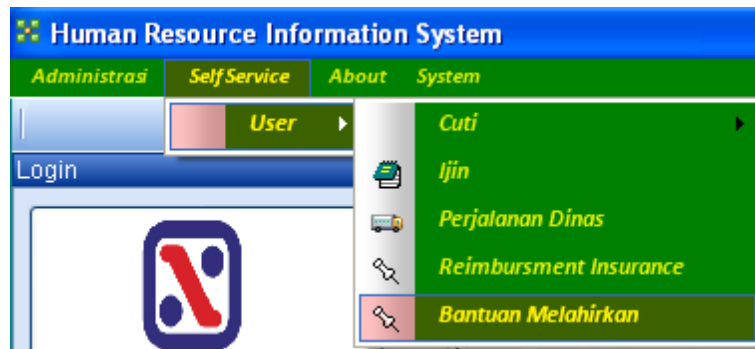 Human Resource Information System
Administrasi Self Service About System
User Cuti
Login Ijin
Perjalanan Dinas
Reimbursment Insurance
Bantuan Melahirkan